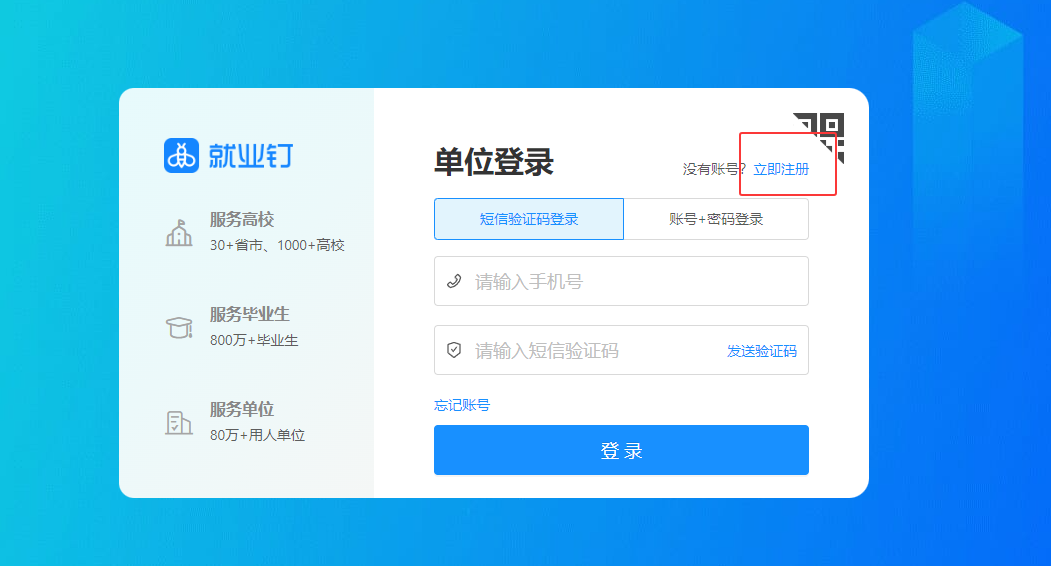 就业钉
服务高校
30+省市、1000+高校
服务毕业生
800万+毕业生
服务单位
80万+用人单位
单位登录
没有账号？立即注册
短信验证码登录
账号+密码登录
请输入手机号
请输入短信验证码
发送验证码
忘记账号
登 录